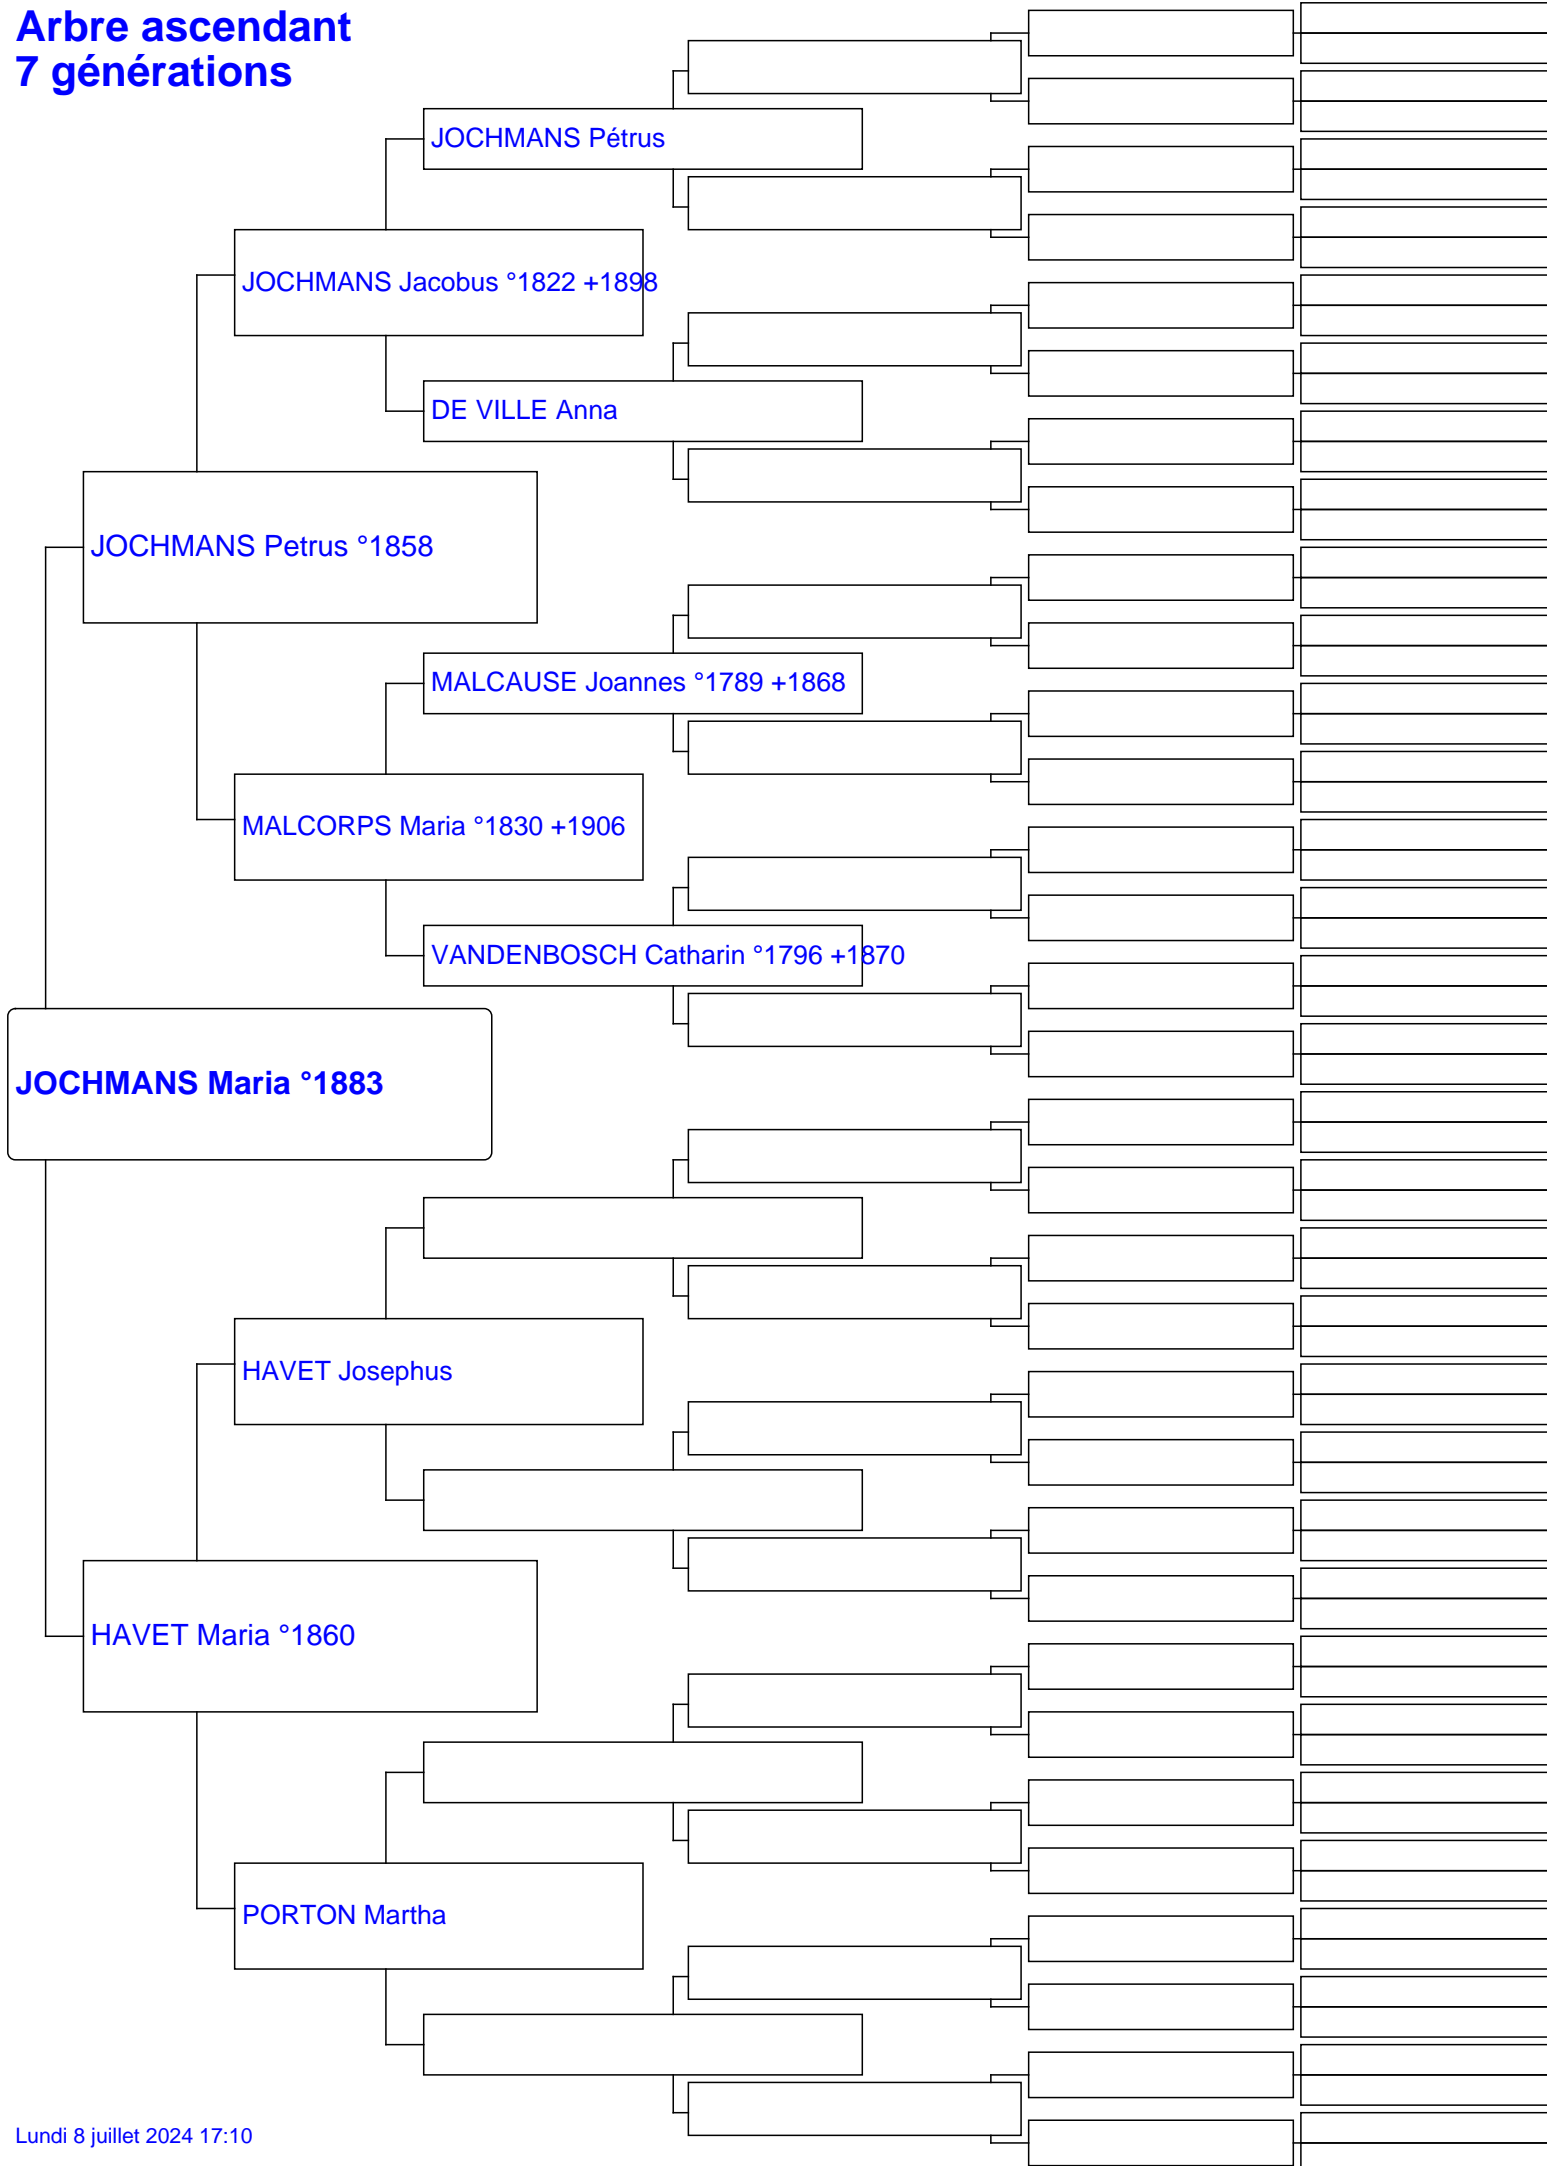 Arbre ascendant
7 générations
JOCHMANS Pétrus
JOCHMANS Jacobus °1822 +1898
DE VILLE Anna
JOCHMANS Petrus °1858
MALCAUSE Joannes °1789 +1868
MALCORPS Maria °1830 +1906
VANDENBOSCH Catharin °1796 +1870
JOCHMANS Maria °1883
HAVET Josephus
HAVET Maria °1860
PORTON Martha
Lundi 8 juillet 2024 17:10